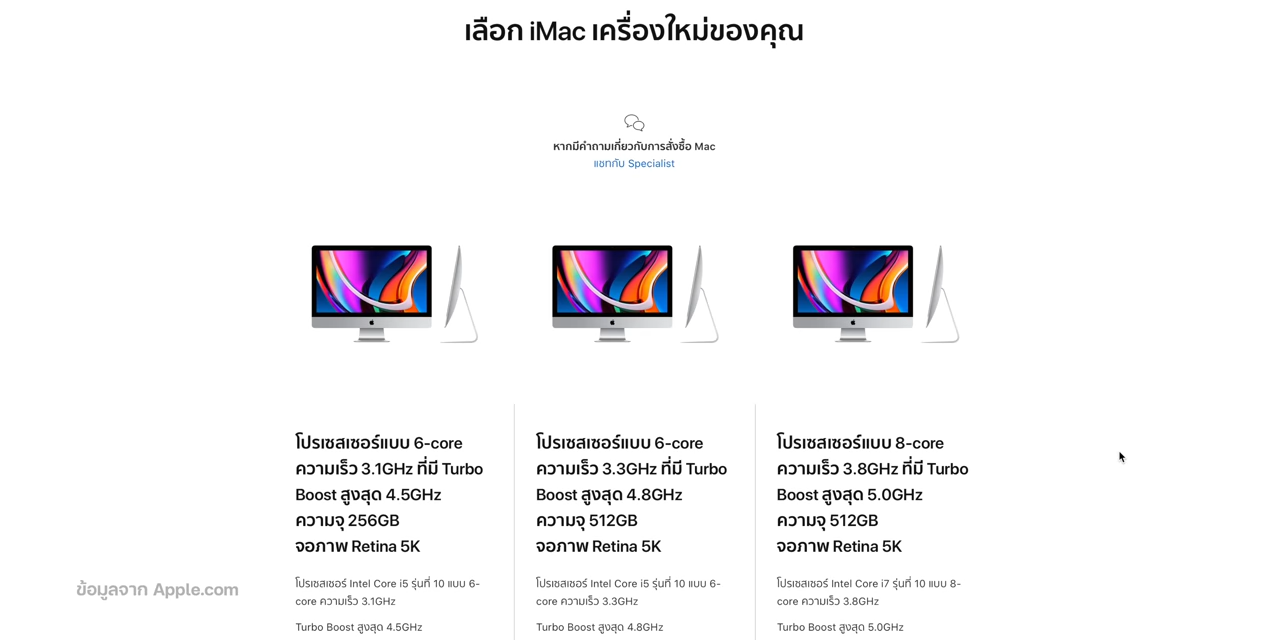 เลือก iMac เครื่องใหม่ของคุณ
หากมีคำถามเกี่ยวกับการสั่งซื้อ Mac
แชทกับ Specialist
โปรเซสเซอร์แบบ 6-core
ความเร็ว 3.1GHz ที่มี Turbo
Boost สูงสุด 4.5GHz
ความจุ 256GB
จอภาพ Retina 5K
โปรเซสเซอร์ Intel Core i5 รุ่นที่ 10 แบบ 6-
core ความเร็ว 3.1GHz
Turbo Boost สูงสุด 4.5GHz
โปรเซสเซอร์แบบ 6-core
ความเร็ว 3.3GHz ที่มี Turbo
Boost สูงสุด 4.8GHz
ความจุ 512GB
จอภาพ Retina 5K
โปรเซสเซอร์ Intel Core i5 รุ่นที่ 10 แบบ 6-
core ความเร็ว 3.3GHz
Turbo Boost สูงสุด 4.8GHz
โปรเซสเซอร์แบบ 8-core
ความเร็ว 3.8GHz ที่มี Turbo
Boost สูงสุด 5.0GHz
ความจุ 512GB
จอภาพ Retina 5K
โปรเซสเซอร์ Intel Core i7 รุ่นที่ 10 แบบ 8-
core ความเร็ว 3.8GHz
Turbo Boost สูงสุด 5.0GHz
ข้อมูลจาก Apple.com